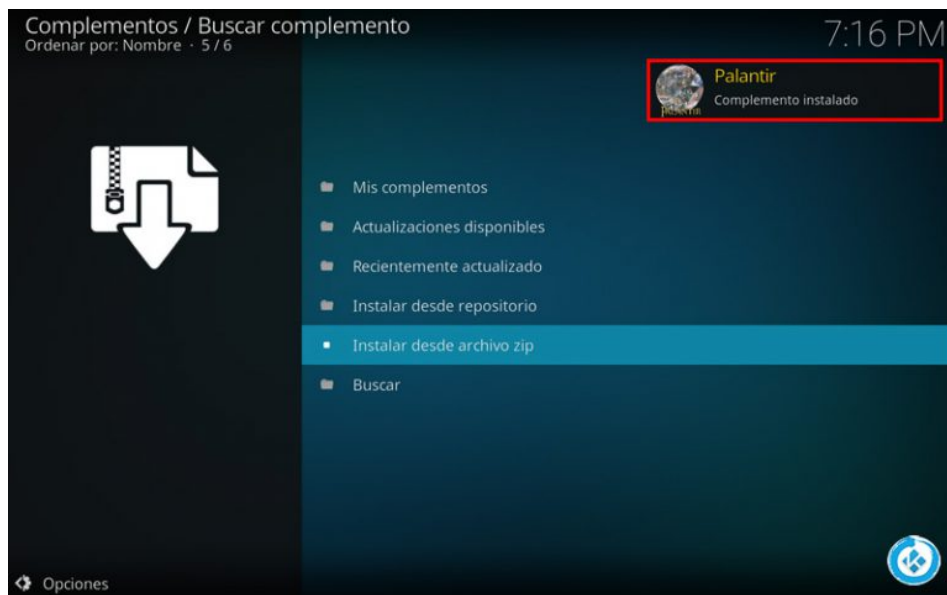 Complementos / Buscar complemento
Ordenar por: Nombre · 5 / 6
7:16 PM
Palantir
Complemento instalado
PALANTIR
Mis complementos
Actualizaciones disponibles
Recientemente actualizado
Instalar desde repositorio
Instalar desde archivo zip
Buscar
Opciones